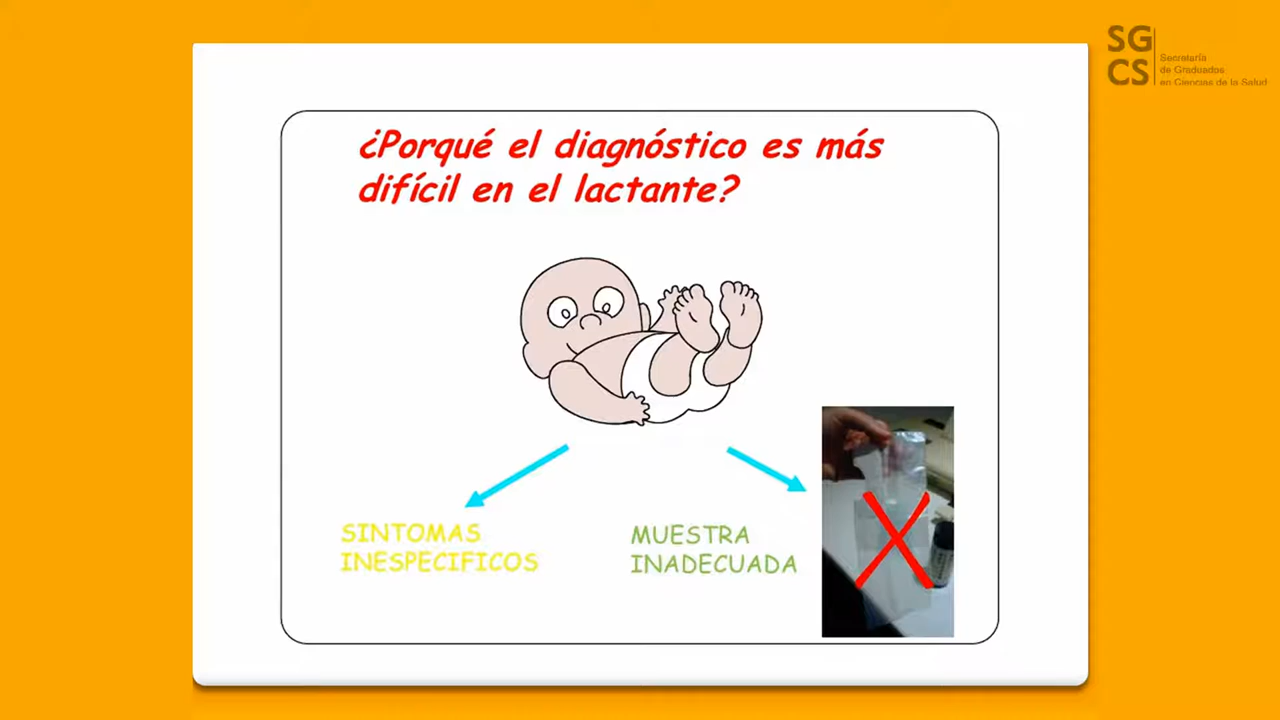 SG
CS
Secretaría
de Graduados
en Ciencias de la Salud
¿Porqué el diagnóstico es más
difícil en el lactante?
SINTOMAS
INESPECIFICOS
MUESTRA
INADECUADA